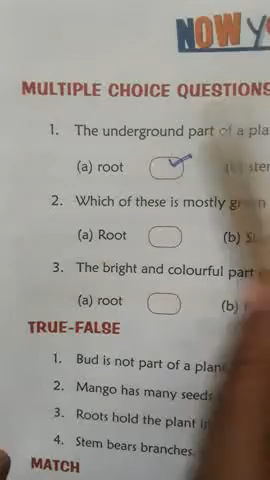 NOW
MULTIPLE CHOICE QUESTIONS
1. The underground part of a
(a) root
2. Which of these is mostly
(a) Root (b)
3. The bright and colourful part
(a) root (b)
TRUE-FALSE
1. Bud is not part of a
2. Mango has many seeds
3. Roots hold the plant
4. Stem bears branches.
MATCH